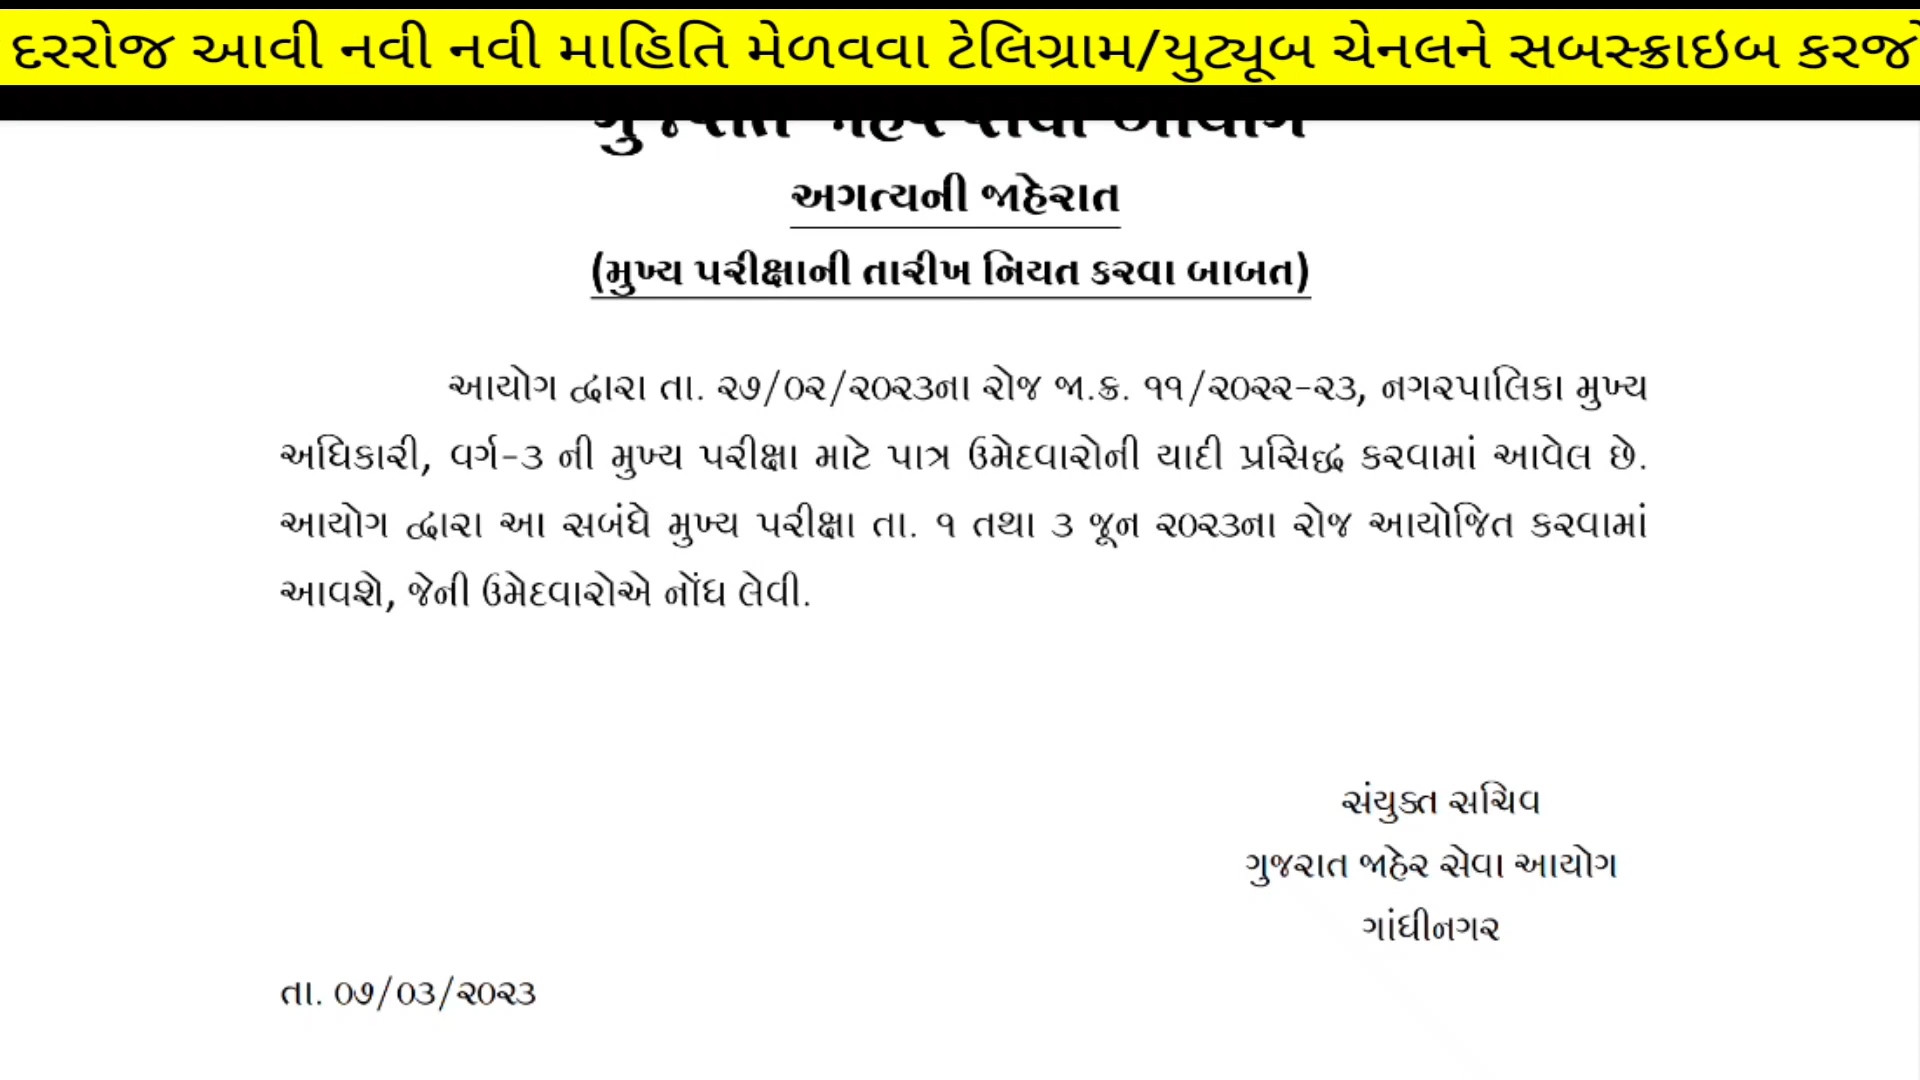 દરરોજ આવી નવી નવી માહિતિ મેળવવા ટેલિગ્રામ/યુટ્યૂબ ચેનલને સબસ્ક્રાઇબ કરજો
ગુજરાત જાહેર સેવા આયોગ
અગત્યની જાહેરાત
(મુખ્ય પરીક્ષાની તારીખ નિયત કરવા બાબત)
આયોગ દ્વારા તા. ૨૭/૦૨/૨૦૨૩ના રોજ જા.ક્ર. ૧૧/૨૦૨૨-૨૩, નગરપાલિકા મુખ્ય
અધિકારી, વર્ગ-૩ ની મુખ્ય પરીક્ષા માટે પાત્ર ઉમેદવારોની યાદી પ્રસિદ્ધ કરવામાં આવેલ છે.
આયોગ દ્વારા આ સબંધે મુખ્ય પરીક્ષા તા. ૧ તથા ૩ જૂન ૨૦૨૩ના રોજ આયોજિત કરવામાં
આવશે, જેની ઉમેદવારોએ નોંધ લેવી.
સંયુક્ત સચિવ
ગુજરાત જાહેર સેવા આયોગ
ગાંધીનગર
તા. ૦૭/૦૩/૨૦૨૩